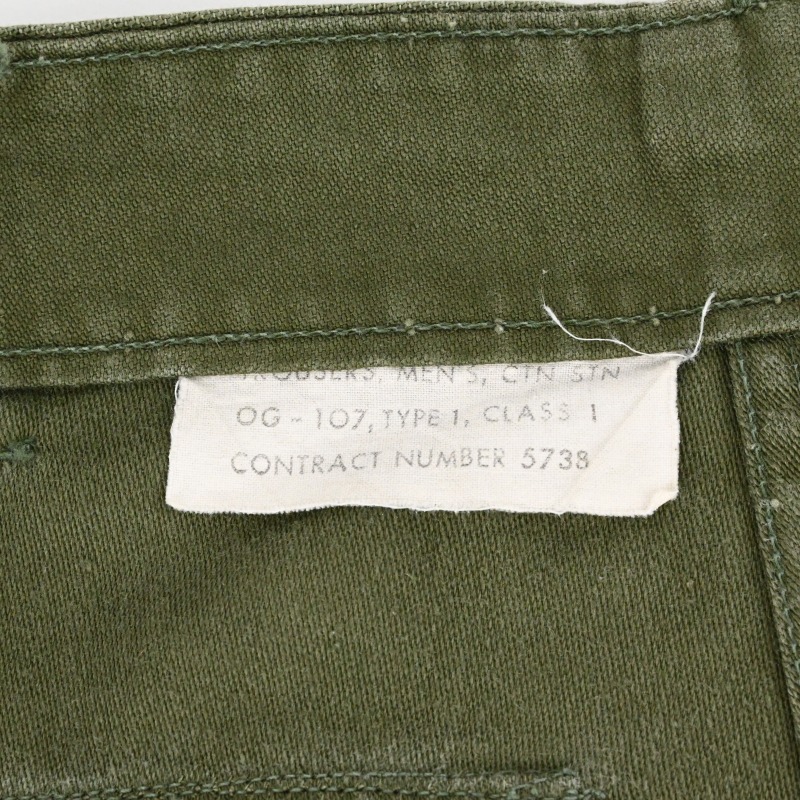 TROUSERS, MEN'S, CTN STN
OG-107, TYPE 1, CLASS 1
CONTRACT NUMBER 5738